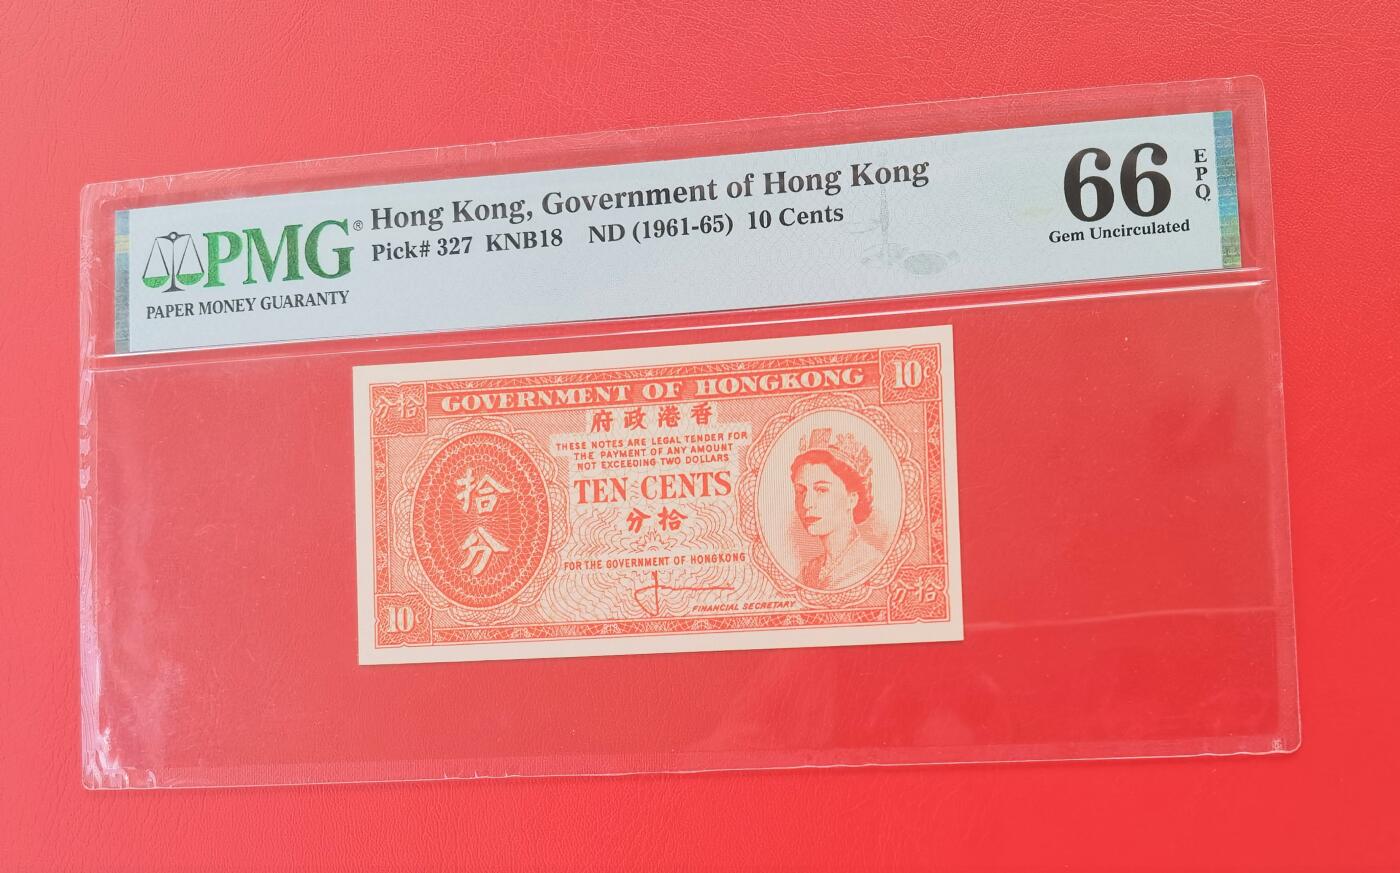 PMG®
PAPER MONEY GUARANTY
Hong Kong, Government of Hong Kong
Pick# 327 KNB18 ND (1961-65) 10 Cents
66
EPQ
Gem Uncirculated
分拾
GOVERNMENT OF HONGKONG
10¢
府政港香
THESE NOTES ARE LEGAL TENDER FOR
THE PAYMENT OF ANY AMOUNT
NOT EXCEEDING TWO DOLLARS
TEN CENTS
分拾
拾
分
FOR THE GOVERNMENT OF HONGKONG
FINANCIAL SECRETARY
10¢
分拾